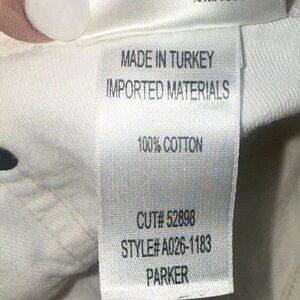 MADE IN TURKEY
IMPORTED MATERIALS
100% COTTON
CUT# 52898
STYLE# A026-1183
PARKER